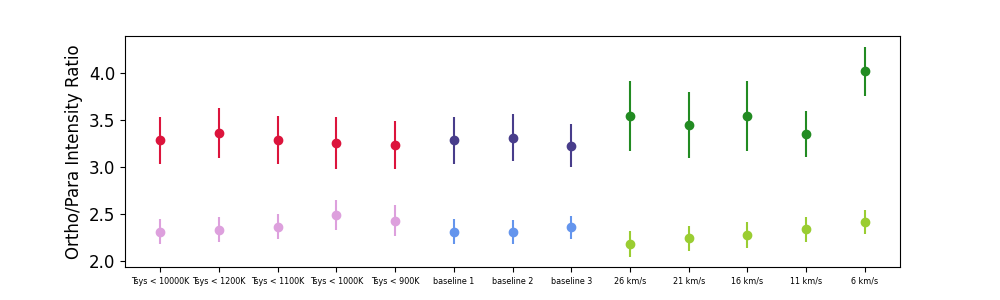 Ortho/Para Intensity Ratio
4.0
3.5
3.0
2.5
2.0
Tsys < 10000K Tsys < 1200K Tsys < 1100K Tsys < 1000K Tsys < 900K baseline 1 baseline 2 baseline 3 26 km/s 21 km/s 16 km/s 11 km/s 6 km/s